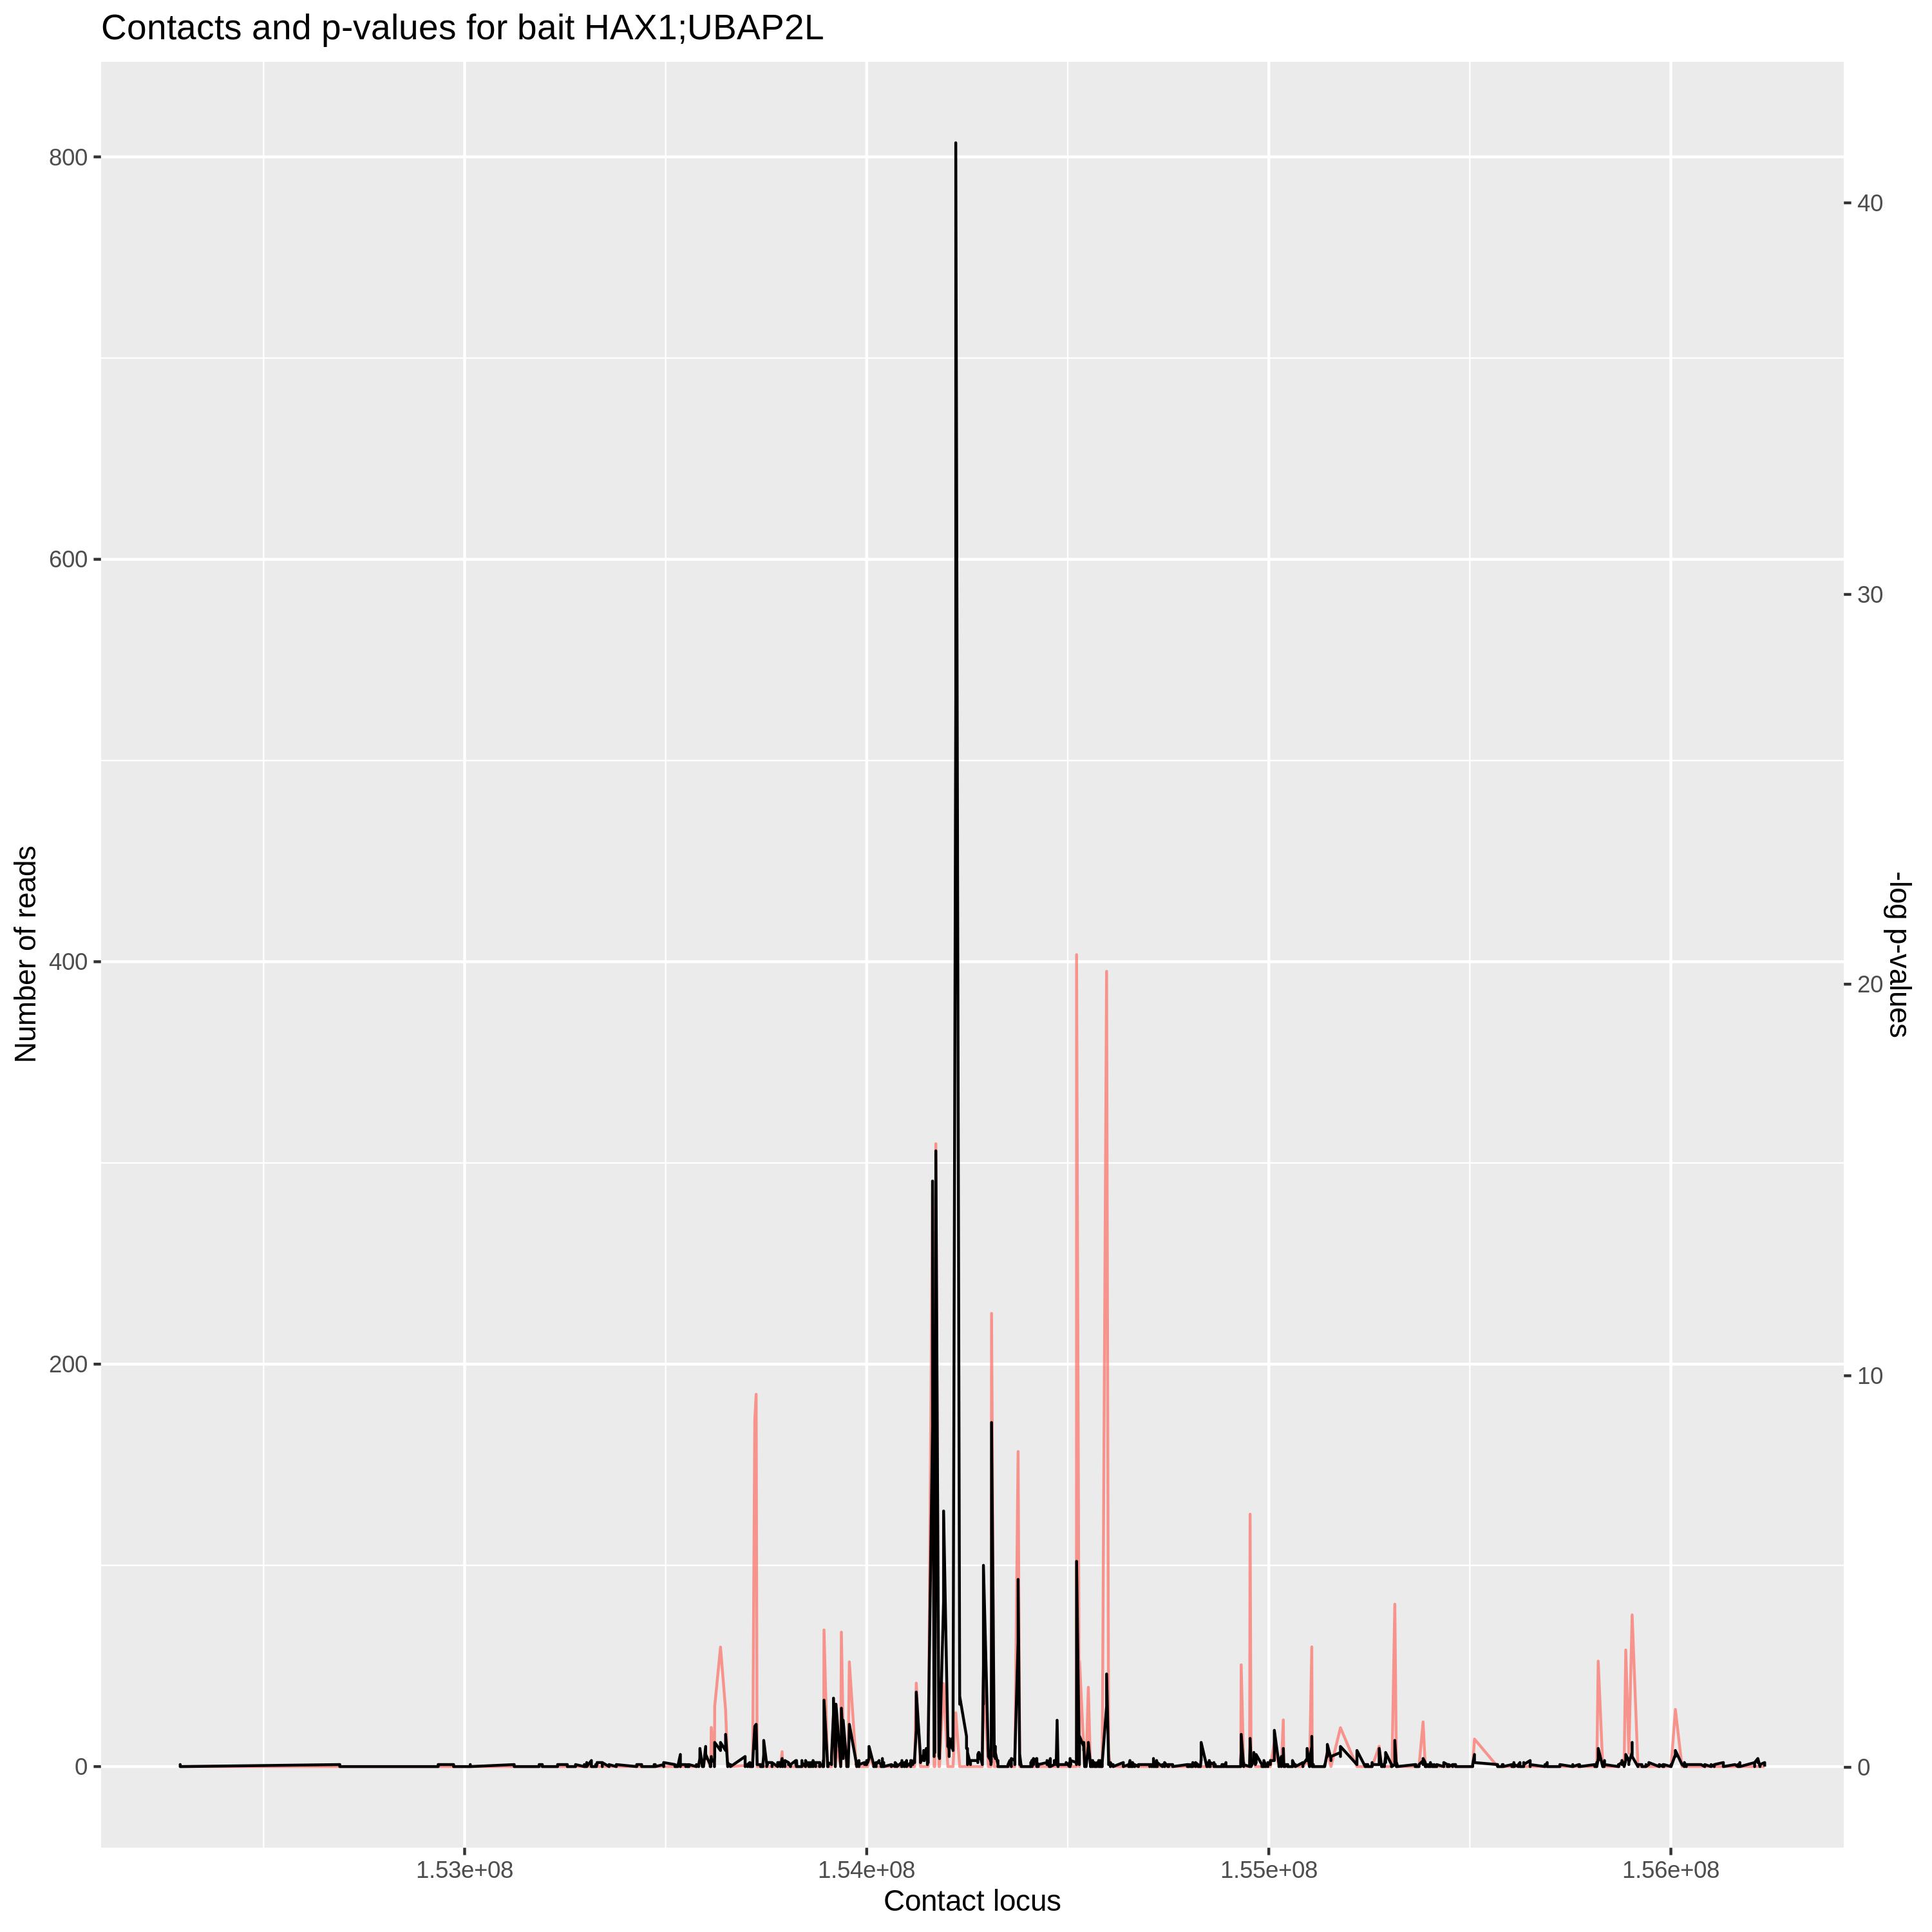 Contacts and p-values for bait HAX1;UBAP2L
800
600
400
200
0
Number of reads
40
30
20
10
0
-log p-values
1.53e+08
1.54e+08
1.55e+08
1.56e+08
Contact locus